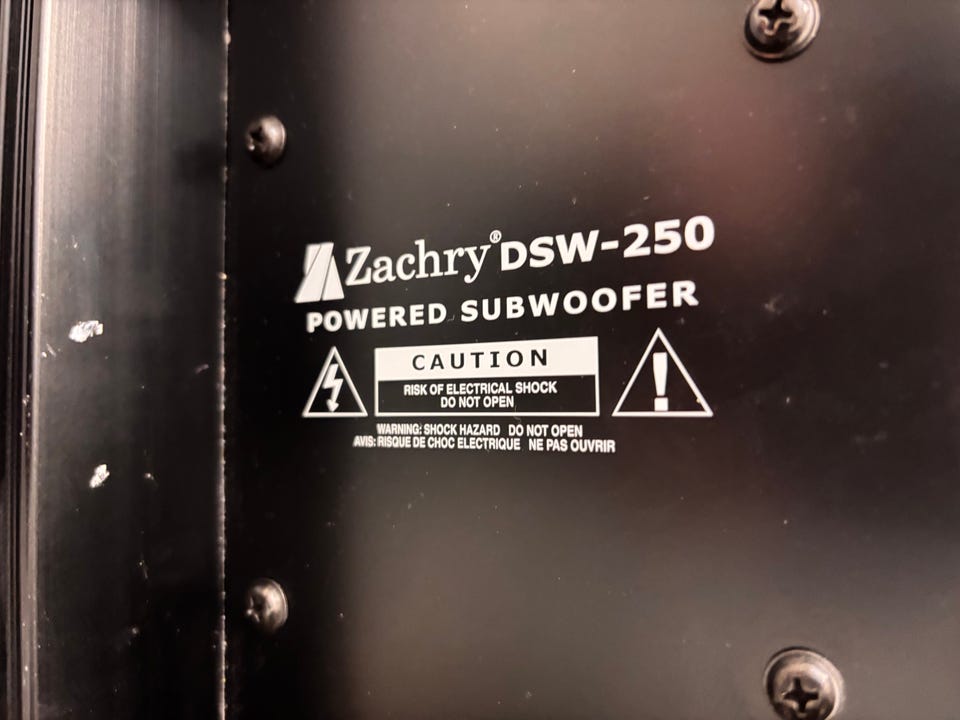 Zachry® DSW-250
POWERED SUBWOOFER
CAUTION
RISK OF ELECTRICAL SHOCK
DO NOT OPEN
WARNING: SHOCK HAZARD DO NOT OPEN
AVIS: RISQUE DE CHOC ELECTRIQUE NE PAS OUVRIR